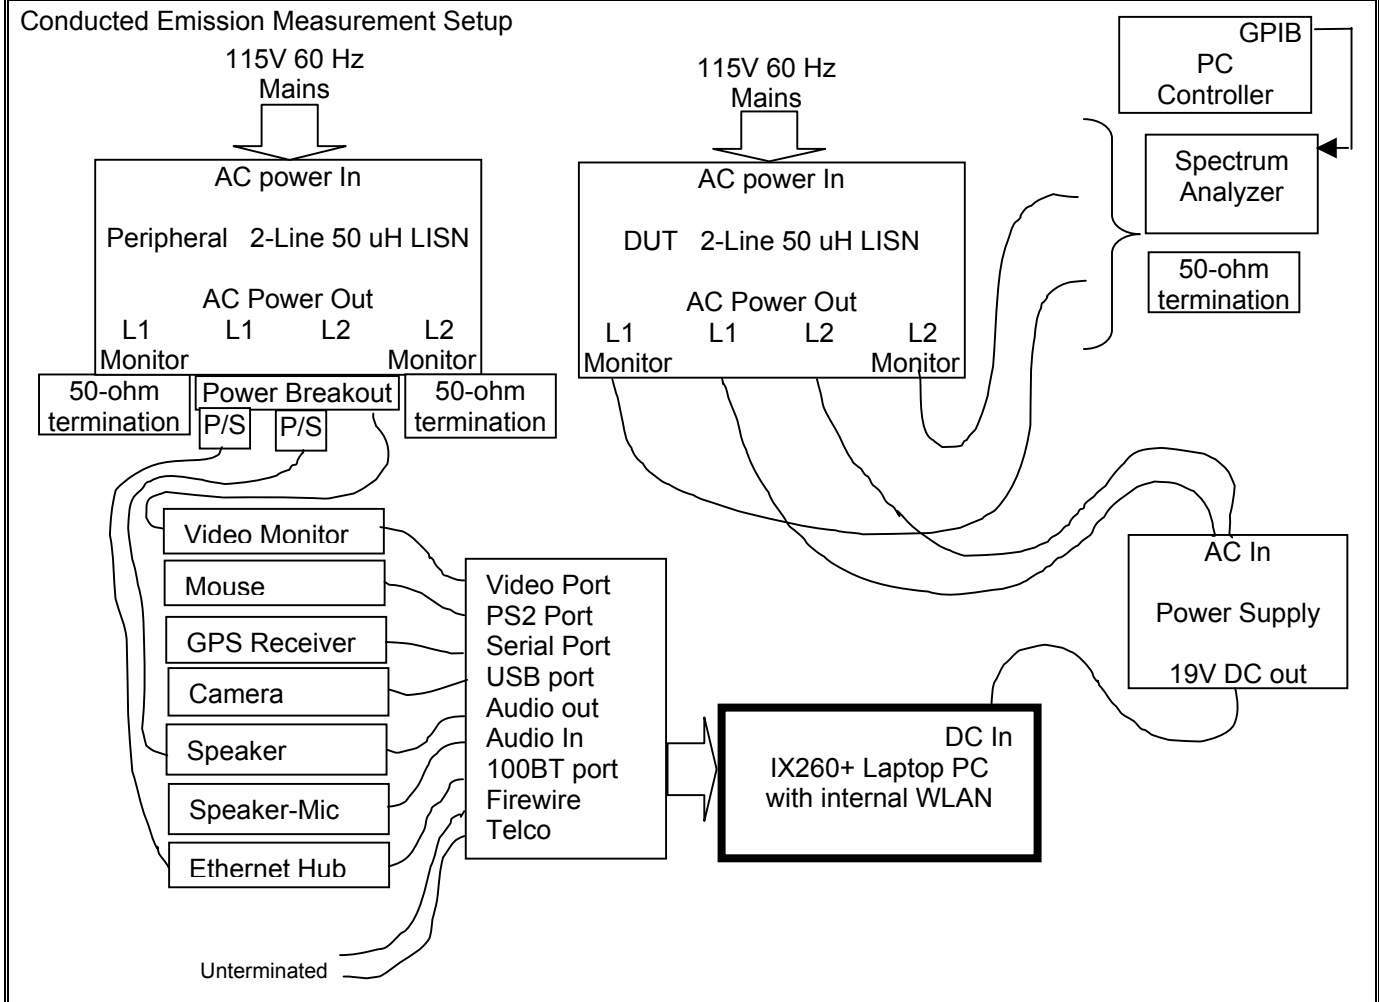 Conducted Emission Measurement Setup
115V 60 Hz
Mains
AC power In
Peripheral 2-Line 50 uH LISN
AC Power Out
L1 L1 L2 L2
Monitor Monitor
50-ohm
termination
Power Breakout
50-ohm
termination
P/S P/S
115V 60 Hz
Mains
AC power In
DUT 2-Line 50 uH LISN
AC Power Out
L1 L1 L2 L2
Monitor Monitor
GPIB
PC
Controller
Spectrum
Analyzer
50-ohm
termination
AC In
Power Supply
19V DC out
Video Monitor
Mouse
GPS Receiver
Camera
Speaker
Speaker-Mic
Ethernet Hub
Unterminated
Video Port
PS2 Port
Serial Port
USB port
Audio out
Audio In
100BT port
Firewire
Telco
DC In
IX260+ Laptop PC
with internal WLAN